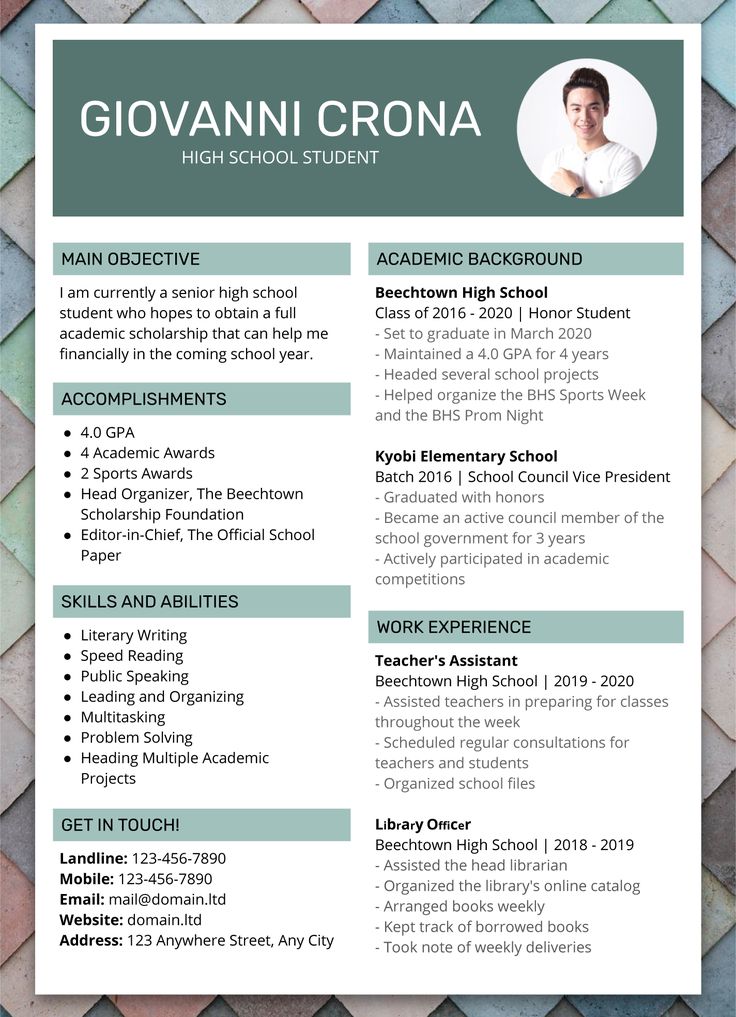 GIOVANNI CRONA
HIGH SCHOOL STUDENT
MAIN OBJECTIVE
I am currently a senior high school
student who hopes to obtain a full
academic scholarship that can help me
financially in the coming school year.
ACCOMPLISHMENTS
● 4.0 GPA
● 4 Academic Awards
● 2 Sports Awards
● Head Organizer, The Beechtown
Scholarship Foundation
● Editor-in-Chief, The Official School
Paper
SKILLS AND ABILITIES
● Literary Writing
● Speed Reading
● Public Speaking
● Leading and Organizing
● Multitasking
● Problem Solving
● Heading Multiple Academic
Projects
GET IN TOUCH!
Landline: 123-456-7890
Mobile: 123-456-7890
Email: mail@domain.ltd
Website: domain.ltd
Address: 123 Anywhere Street, Any City
ACADEMIC BACKGROUND
Beechtown High School
Class of 2016 - 2020 | Honor Student
- Set to graduate in March 2020
- Maintained a 4.0 GPA for 4 years
- Headed several school projects
- Helped organize the BHS Sports Week
and the BHS Prom Night
Kyobi Elementary School
Batch 2016 | School Council Vice President
- Graduated with honors
- Became an active council member of the
school government for 3 years
- Actively participated in academic
competitions
WORK EXPERIENCE
Teacher's Assistant
Beechtown High School | 2019 - 2020
- Assisted teachers in preparing for classes
throughout the week
- Scheduled regular consultations for
teachers and students
- Organized school files
Library Officer
Beechtown High School | 2018 - 2019
- Assisted the head librarian
- Organized the library's online catalog
- Arranged books weekly
- Kept track of borrowed books
- Took note of weekly deliveries